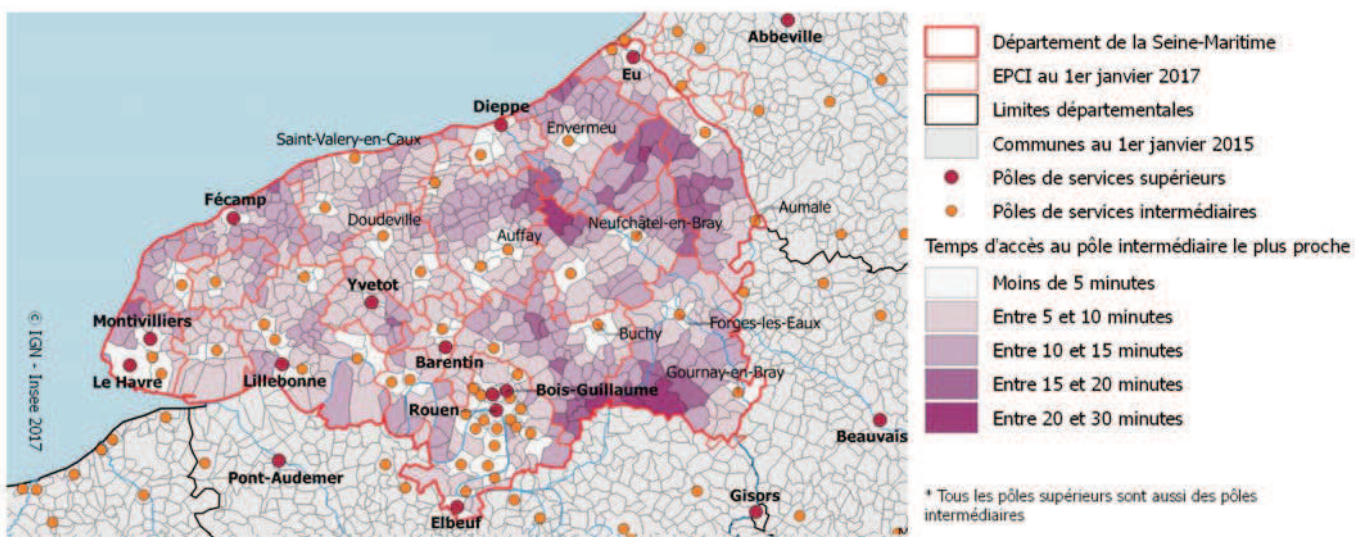 Abbeville
Eu
Dieppe
Envermeu
Saint-Valery-en-Caux
Fécamp
Doudeville
Neufchâtel-en-Bray
Aumale
Auffay
Yvetot
Montivilliers
Buchy
Forges-les-Eaux
Barentin
Le Havre
Lillebonne
Bois-Guillaume
Gournay-en-Bray
Rouen
Beauvais
Pont-Audemer
Gisors
Elbeuf
© IGN - Insee 2017
Département de la Seine-Maritime
EPCI au 1er janvier 2017
Limites départementales
Communes au 1er janvier 2015
Pôles de services supérieurs
Pôles de services intermédiaires
Temps d'accès au pôle intermédiaire le plus proche
Moins de 5 minutes
Entre 5 et 10 minutes
Entre 10 et 15 minutes
Entre 15 et 20 minutes
Entre 20 et 30 minutes
* Tous les pôles supérieurs sont aussi des pôles
intermédiaires